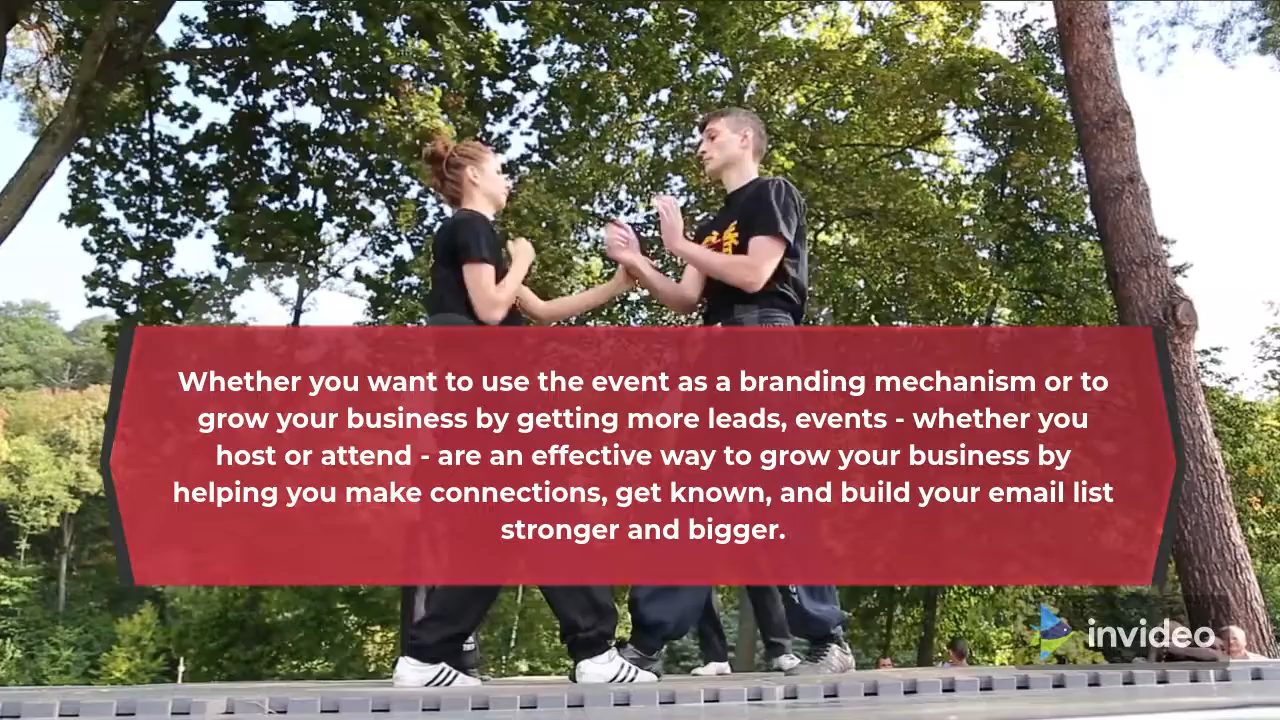 Whether you want to use the event as a branding mechanism or to
grow your business by getting more leads, events - whether you
host or attend - are an effective way to grow your business by
helping you make connections, get known, and build your email list
stronger and bigger.
invideo